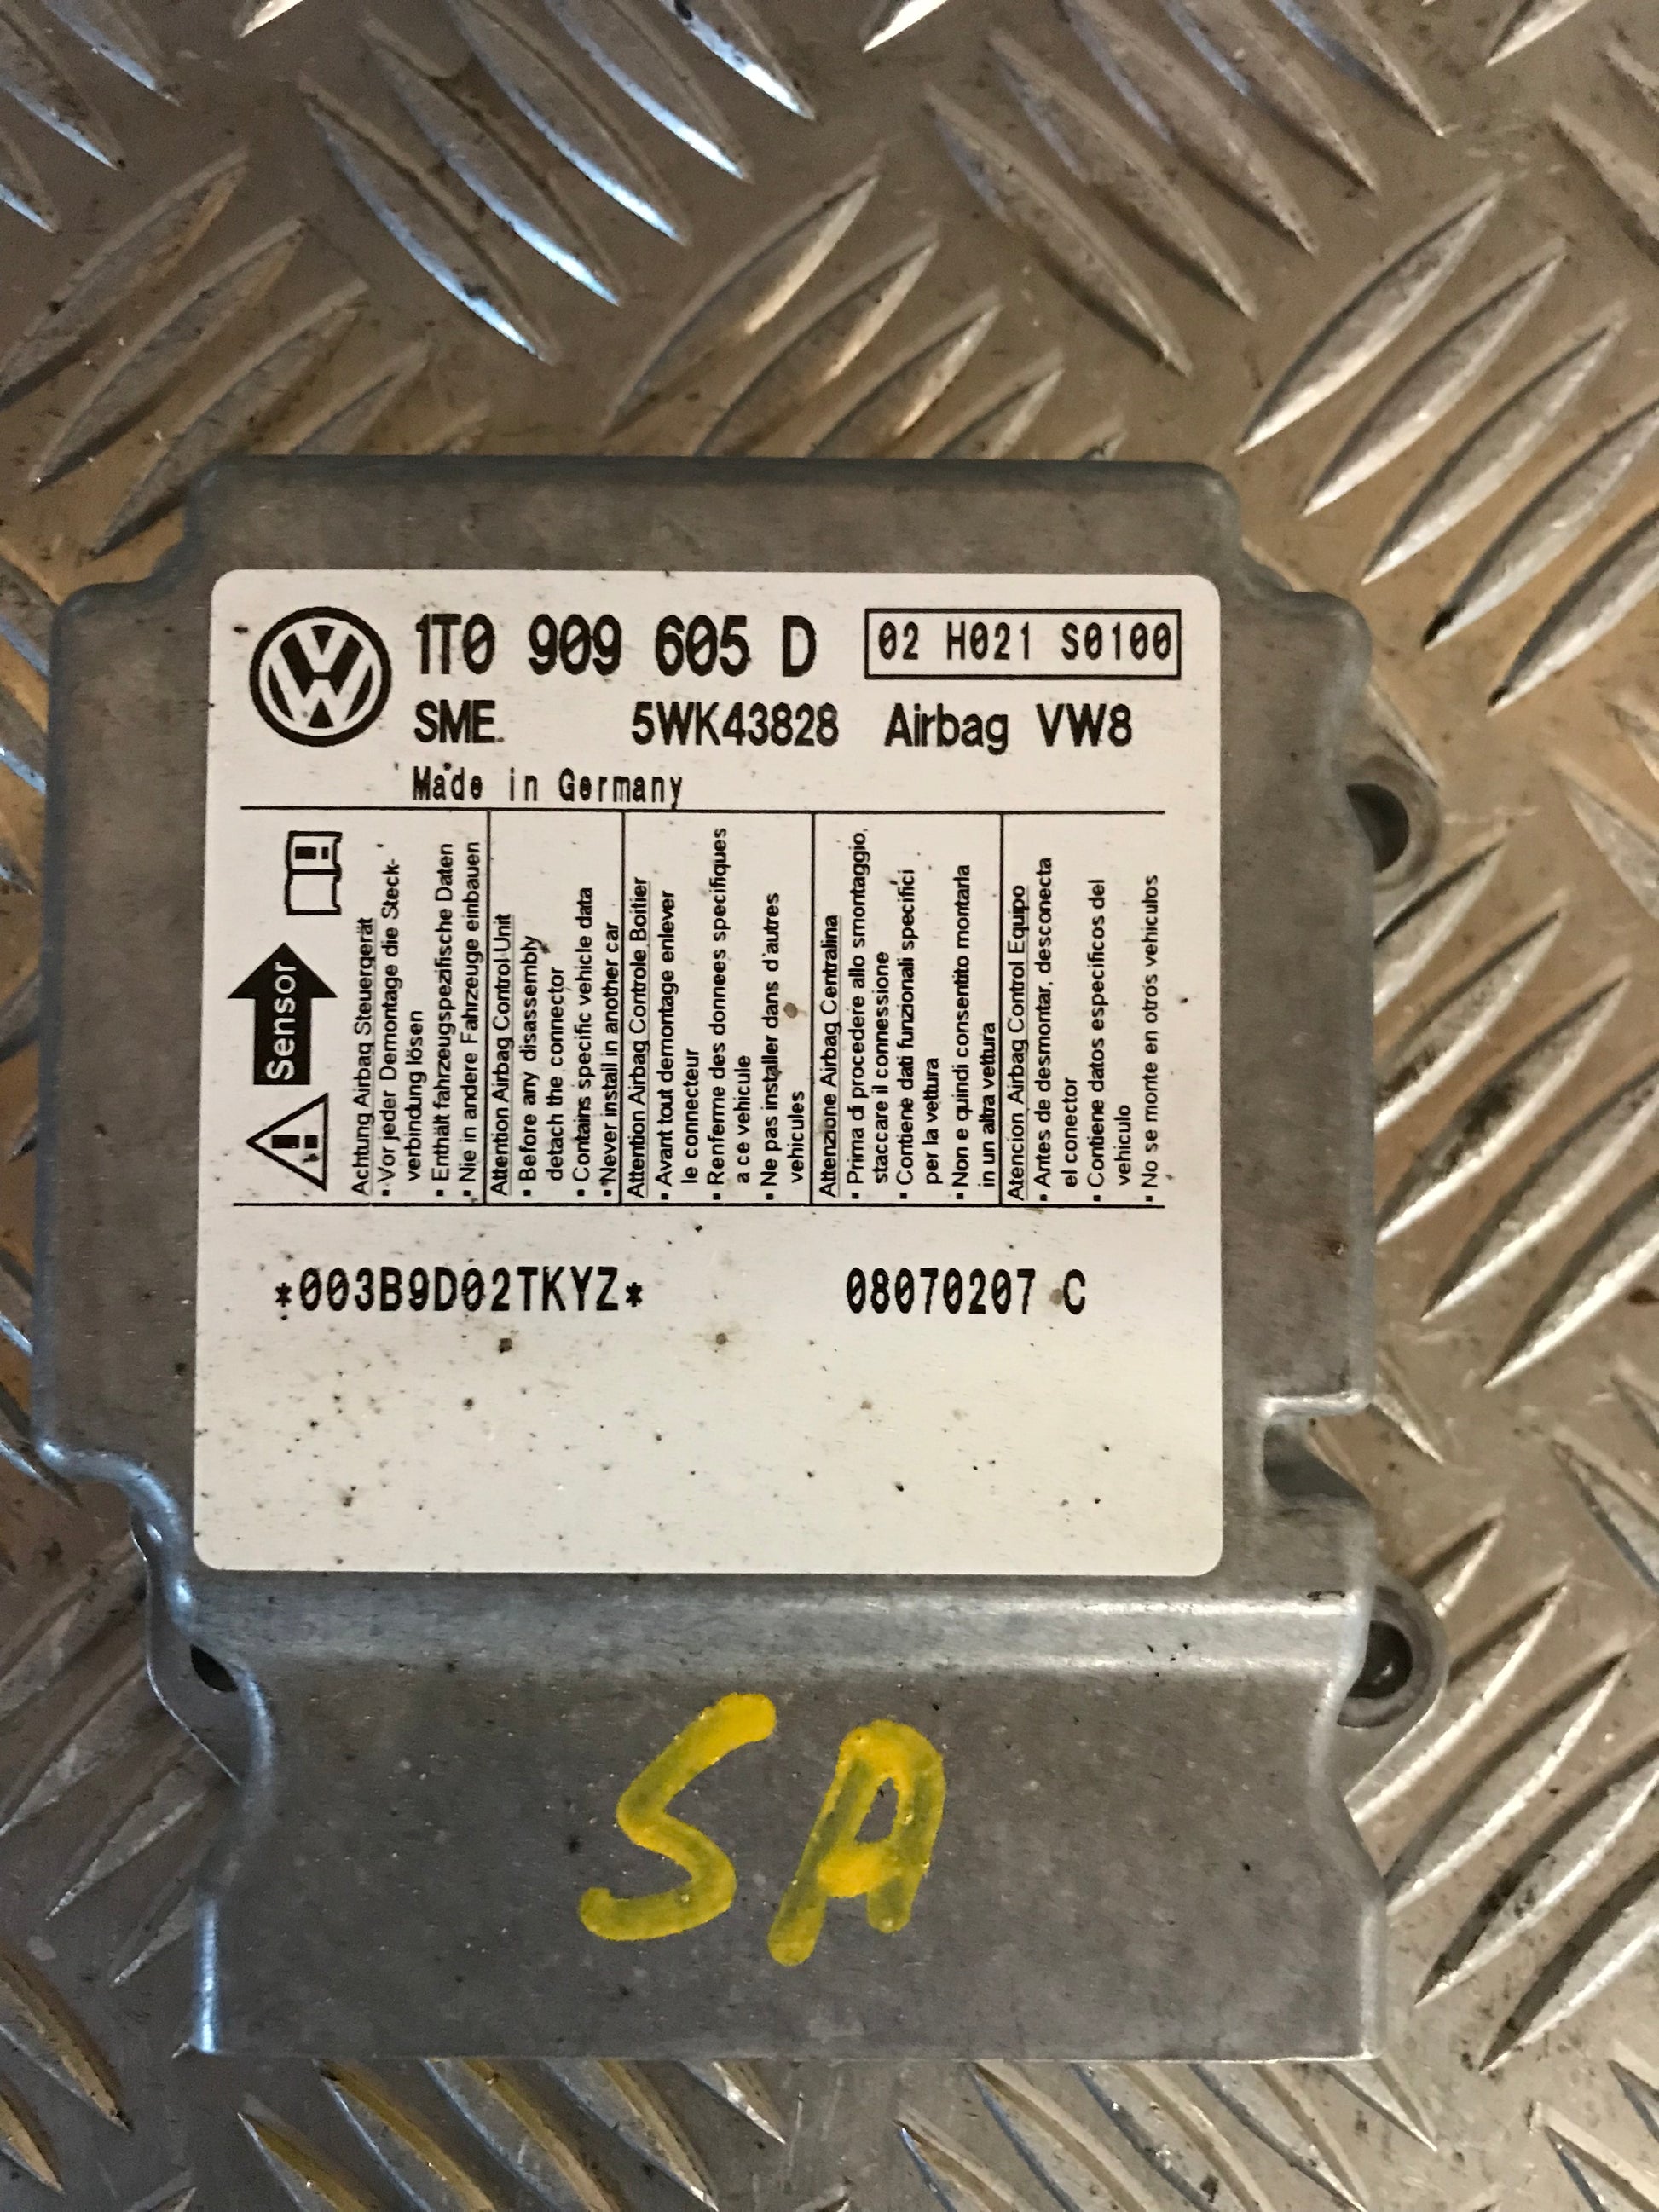 1T0 909 605 D 02 H021 S0100
SME. 5WK43828 Airbag VW8
Made in Germany
Sensor
Achtung Airbag Steuergerät
▪ Vor jeder Demontage die Steck-
verbindung lösen
▪ Enthält fahrzeugspezifische Daten
▪ Nie in andere Fahrzeuge einbauen
Attention Airbag Control Unit
▪ Before any disassembly
detach the connector
▪ Contains specific vehicle data
▪ Never install in another car
Attention Airbag Controle Boitier
▪ Avant tout demontage enlever
le connecteur
▪ Renferme des donnees specifiques
a ce vehicule
▪ Ne pas installer dans d'autres
vehicules
Attenzione Airbag Centralina
▪ Prima di procedere allo smontaggio,
staccare il connessione
▪ Contiene dati funzionali specifici
per la vettura
▪ Non e quindi consentito montarla
in un altra vettura
Atencion Airbag Control Equipo
▪ Antes de desmontar, desconecta
el conector
▪ Contiene datos especificos del
vehiculo
▪ No se monte en otros vehiculos
*003B9D02TKYZ* 08070207 C
SA